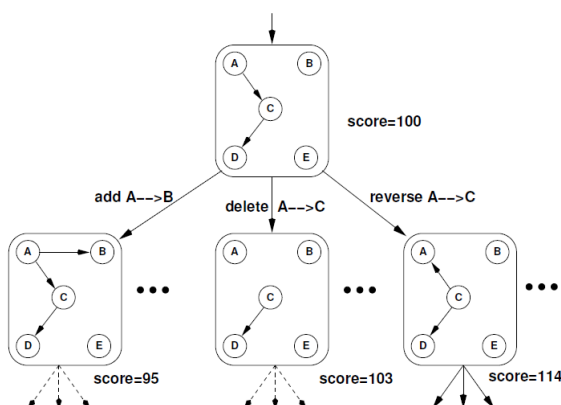 A B
C
D E
score=100
add A-->B
delete A-->C
reverse A-->C
A B
C
D E
score=95
A B
C
D E
score=103
A B
C
D E
score=114